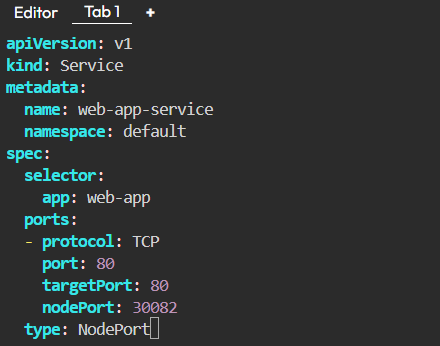 Editor Tab 1 +
apiVersion: v1
kind: Service
metadata:
  name: web-app-service
  namespace: default
spec:
  selector:
    app: web-app
  ports:
  - protocol: TCP
    port: 80
    targetPort: 80
    nodePort: 30082
  type: NodePort